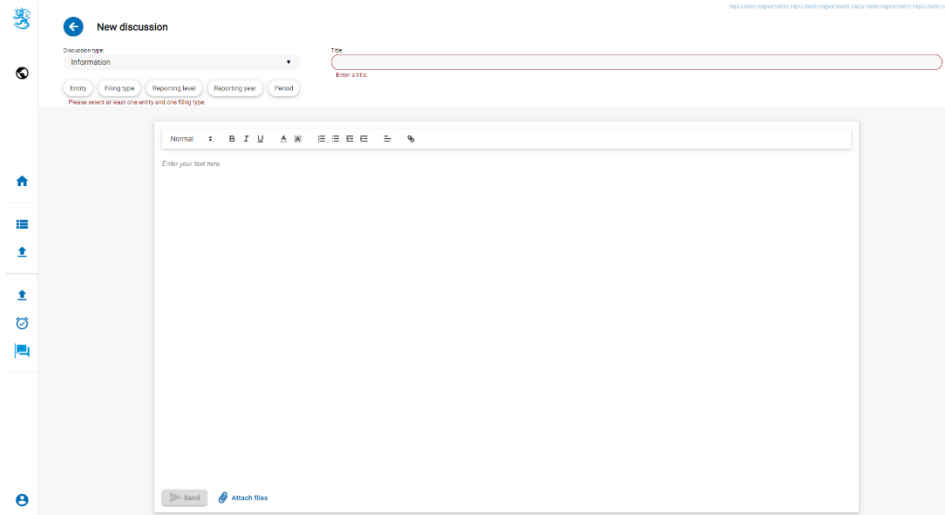 New discussion
Discussion type:
Title:
Information
Enter a title.
Entity
Filing type
Reporting level
Reporting year
Period
Please select at least one entity and one filing type.
Normal
B I U A
Enter your text here
Send
Attach files